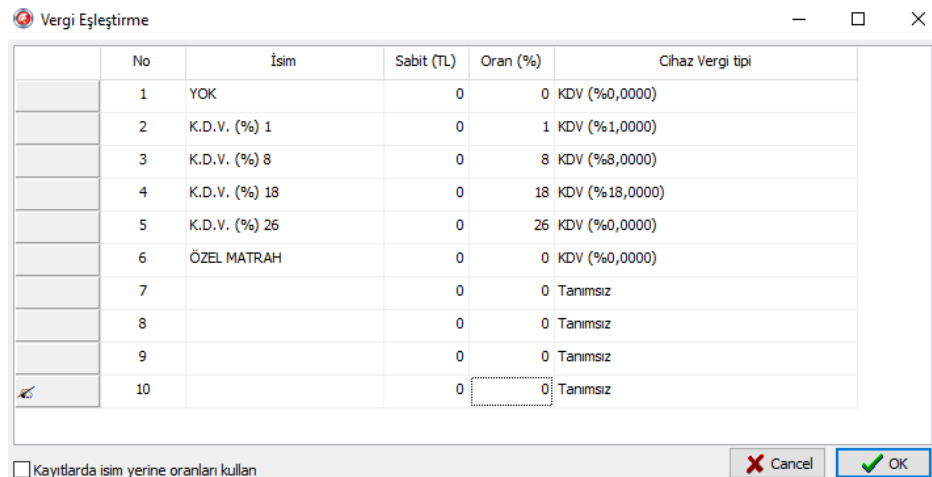 Vergi Eşleştirme
No İsim Sabit (TL) Oran (%) Cihaz Vergi tipi
1 YOK 0 0 KDV (%0,0000)
2 K.D.V. (%) 1 0 1 KDV (%1,0000)
3 K.D.V. (%) 8 0 8 KDV (%8,0000)
4 K.D.V. (%) 18 0 18 KDV (%18,0000)
5 K.D.V. (%) 26 0 26 KDV (%0,0000)
6 ÖZEL MATRAH 0 0 KDV (%0,0000)
7 0 0 Tanımsız
8 0 0 Tanımsız
9 0 0 Tanımsız
10 0 0 Tanımsız
Kayıtlarda isim yerine oranları kullan Cancel OK